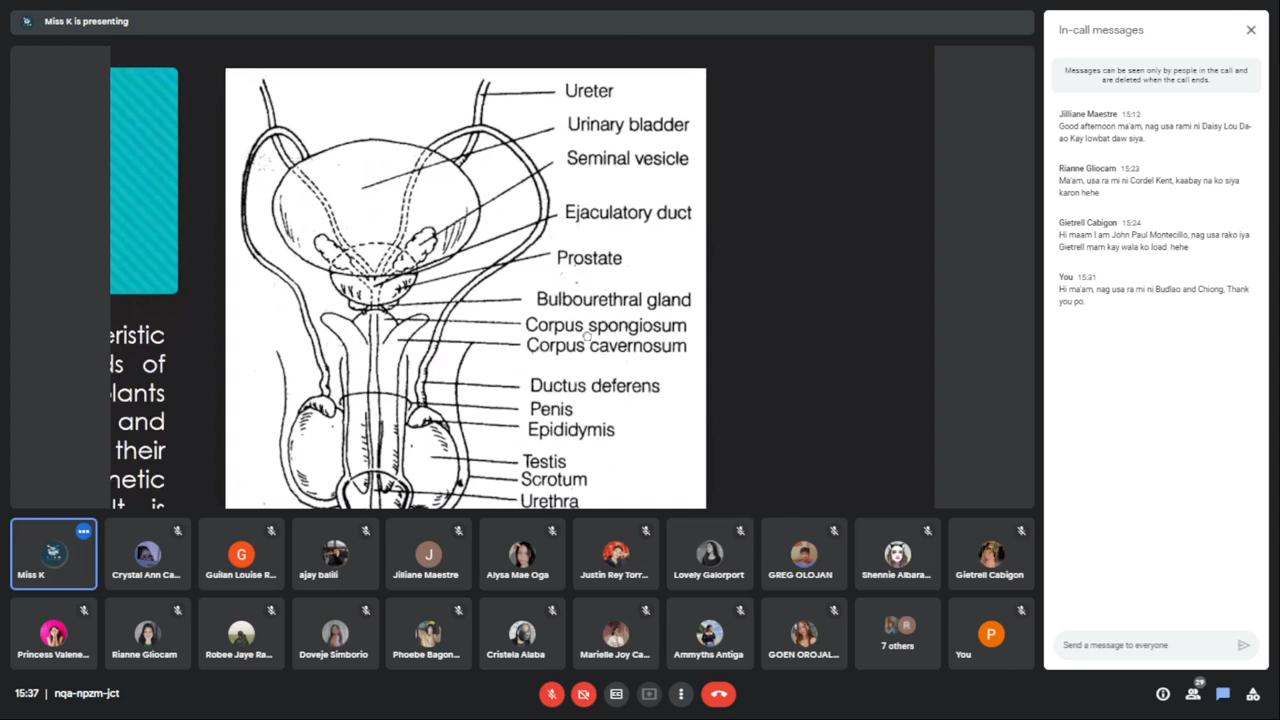 Miss K is presenting
eristic
ds of
lants
and
their
netic
It is
Ureter
Urinary bladder
Seminal vesicle
Ejaculatory duct
Prostate
Bulbourethral gland
Corpus spongiosum
Corpus cavernosum
Ductus deferens
Penis
Epididymis
Testis
Scrotum
Urethra
Miss K
Crystal Ann Ca...
G
Guilan Louise R...
ajay balili
J
Jilliane Maestre
Alysa Mae Oga
Justin Rey Torr...
Lovely Galorport
GREG OLOJAN
Shennie Albara...
Gietrell Cabigon
Princess Valene...
Rianne Gliocam
Robee Jaye Ra...
Doveje Simborio
Phoebe Bagon...
Cristela Alaba
Marielle Joy Ca...
Ammyths Antiga
GOEN OROJAL...
R
7 others
P
You
15:37 | nqa-npzm-jct
In-call messages
Messages can be seen only by people in the call and
are deleted when the call ends.
Jilliane Maestre 15:12
Good afternoon ma'am, nag usa rami ni Daisy Lou Da-
ao Kay lowbat daw siya.
Rianne Gliocam 15:23
Ma'am, usa ra mi ni Cordel Kent, kaabay na ko siya
karon hehe
Gietrell Cabigon 15:24
Hi maam I am John Paul Montecillo, nag usa rako iya
Gietrell mam kay wala ko load hehe
You 15:31
Hi ma'am, nag usa ra mi ni Budlao and Chiong, Thank
you po.
Send a message to everyone
29